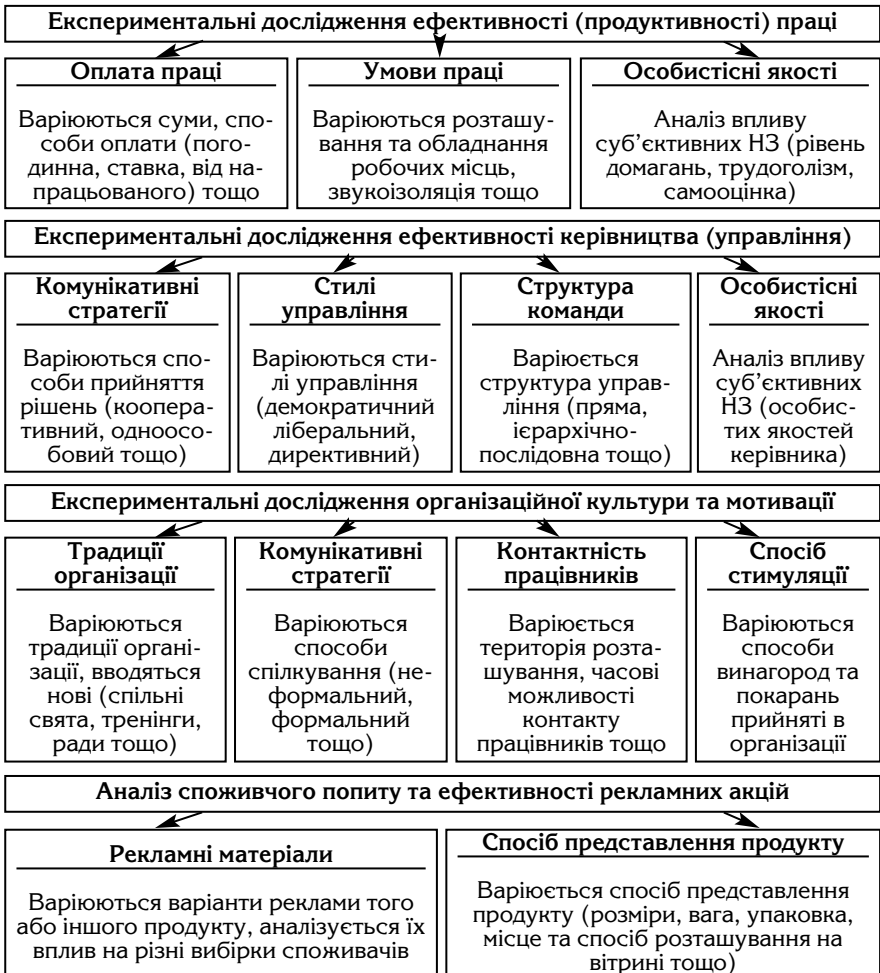 Експериментальні дослідження ефективності (продуктивності) праці
Оплата праці
Варіюються суми, спо-
соби оплати (пого-
динна, ставка, від на-
працьованого) тощо
Умови праці
Варіюються розташу-
вання та обладнання
робочих місць,
звукоізоляція тощо
Особистісні якості
Аналіз впливу
суб’єктивних НЗ (рівень
домагань, трудоголізм,
самооцінка)
Експериментальні дослідження ефективності керівництва (управління)
Комунікативні
стратегії
Варіюються спо-
соби прийняття
рішень (коопера-
тивний, одноосо-
бовий тощо)
Стилі
управління
Варіюються сти-
лі управління
(демократичний
ліберальний,
директивний)
Структура
команди
Варіюється
структура управ-
ління (пряма,
ієрархічно-
послідовна тощо)
Особистісні
якості
Аналіз впливу
суб’єктивних
НЗ (особис-
тих якостей
керівника)
Експериментальні дослідження організаційної культури та мотивації
Традиції
організації
Варіюються
традиції органі-
зації, вводяться
нові (спільні
свята, тренінги,
ради тощо)
Комунікативні
стратегії
Варіюються
способи
спілкування (не-
формальний,
формальний
тощо)
Контактність
працівників
Варіюється
територія розта-
шування, часові
можливості
контакту
працівників тощо
Спосіб
стимуляції
Варіюються
способи
винагород та
покарань
прийняті в
організації
Аналіз споживчого попиту та ефективності рекламних акцій
Рекламні матеріали
Варіюються варіанти реклами того
або іншого продукту, аналізується їх
вплив на різні вибірки споживачів
Спосіб представлення продукту
Варіюється спосіб представлення
продукту (розміри, вага, упаковка,
місце та спосіб розташування на
вітрині тощо)